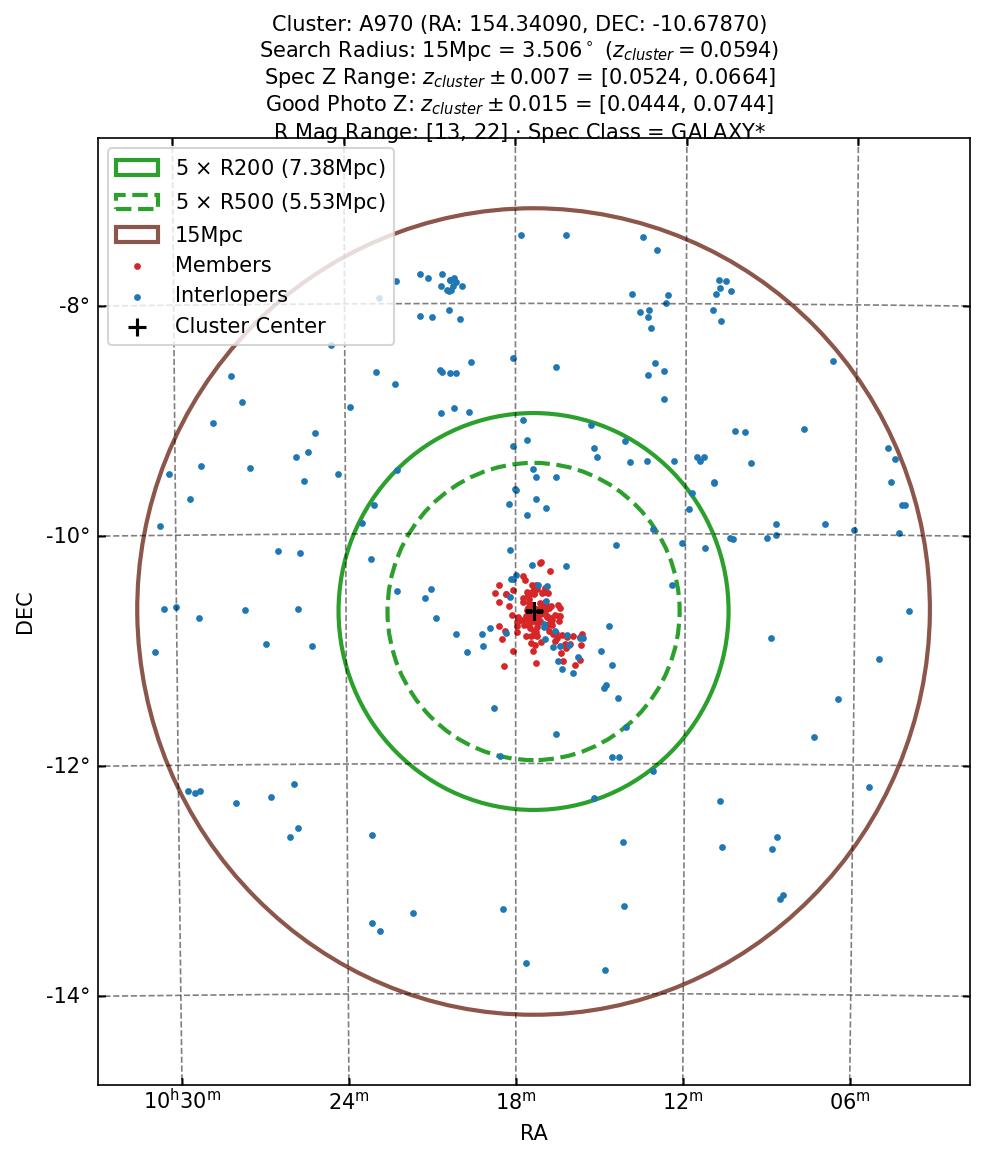 Cluster: A970 (RA: 154.34090, DEC: -10.67870)
Search Radius: 15Mpc = 3.506° (z_cluster = 0.0594)
Spec Z Range: z_cluster ± 0.007 = [0.0524, 0.0664]
Good Photo Z: z_cluster ± 0.015 = [0.0444, 0.0744]
R Mag Range: [13, 22] · Spec Class = GALAXY*
5 × R200 (7.38Mpc)
5 × R500 (5.53Mpc)
15Mpc
Members
Interlopers
Cluster Center
-8°
-10°
-12°
-14°
DEC
10h30m 24m 18m 12m 06m
RA